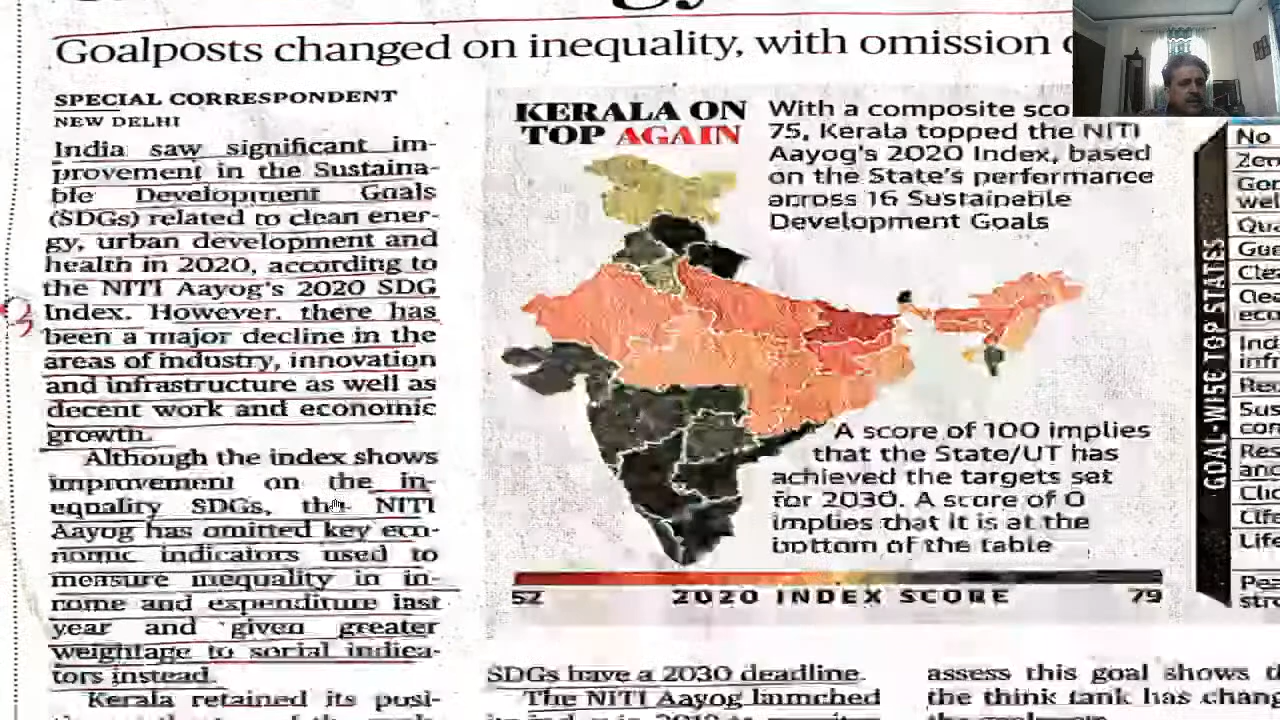 Goalposts changed on inequality, with omission
SPECIAL CORRESPONDENT
NEW DELHI
India saw significant im-
provement in the Sustaina-
ble Development Goals
(SDGs) related to clean ener-
gy, urban development and
health in 2020, according to
the NITI Aayog's 2020 SDG
Index. However, there has
been a major decline in the
areas of industry, innovation
and infrastructure as well as
decent work and economic
growth.
Although the index shows
improvement on the in-
equality SDGs, the NITI
Aayog has omitted key eco-
nomic indicators used to
measure inequality in in-
come and expenditure last
year and given greater
weightage to social indica-
tors instead.
Kerala retained its posi-
KERALA ON
TOP AGAIN
With a composite
75, Kerala topped the NITI
Aayog's 2020 Index, based
on the State's performance
across 16 Sustainable
Development Goals
A score of 100 implies
that the State/UT has
achieved the targets set
for 2030. A score of 0
implies that it is at the
bottom of the table
52 2020 INDEX SCORE 79
SDGs have a 2030 deadline.
The NITI Aayog launched
assess this goal shows
the think tank has
GOAL-WISE TOP STATES
No